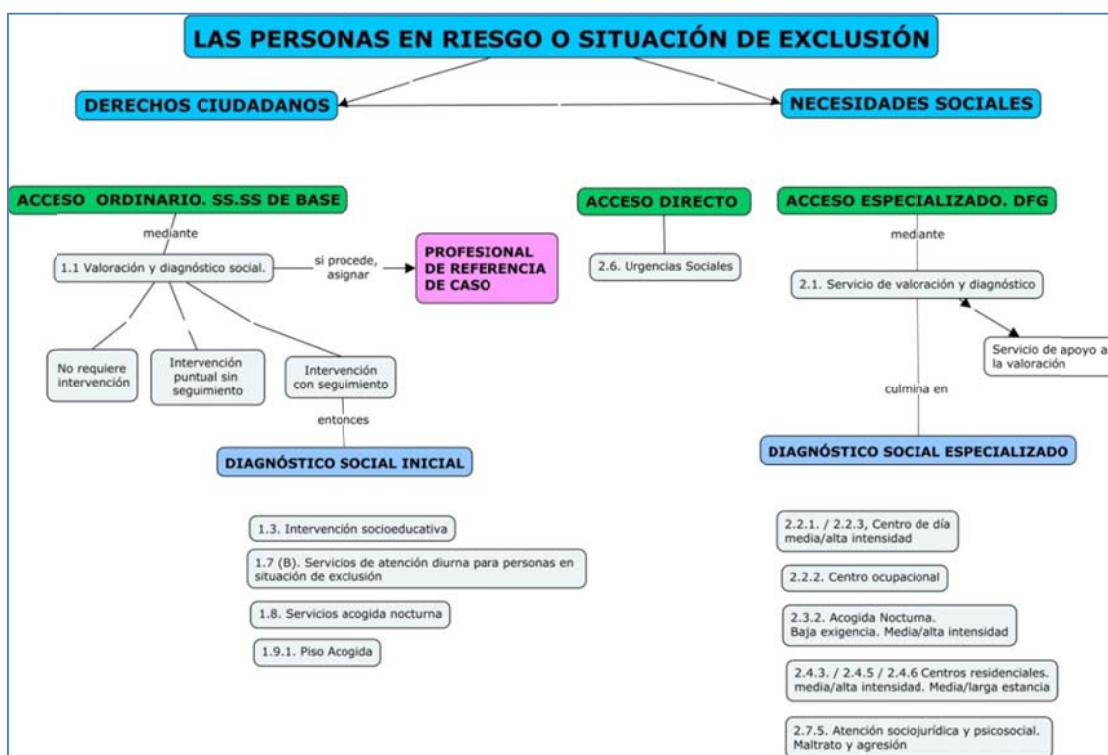 LAS PERSONAS EN RIESGO O SITUACIÓN DE EXCLUSIÓN
DERECHOS CIUDADANOS
NECESIDADES SOCIALES
ACCESO ORDINARIO. SS.SS DE BASE
mediante
1.1 Valoración y diagnóstico social.
si procede,
asignar
PROFESIONAL
DE REFERENCIA
DE CASO
No requiere
intervención
Intervención
puntual sin
seguimiento
Intervención
con seguimiento
entonces
DIAGNÓSTICO SOCIAL INICIAL
1.3. Intervención socioeducativa
1.7 (B). Servicios de atención diurna para personas en
situación de exclusión
1.8. Servicios acogida nocturna
1.9.1. Piso Acogida
ACCESO DIRECTO
2.6. Urgencias Sociales
ACCESO ESPECIALIZADO. DFG
mediante
2.1. Servicio de valoración y diagnóstico
Servicio de apoyo a
la valoración
culmina en
DIAGNÓSTICO SOCIAL ESPECIALIZADO
2.2.1. / 2.2.3, Centro de día
media/alta intensidad
2.2.2. Centro ocupacional
2.3.2. Acogida Nocturna.
Baja exigencia. Media/alta intensidad
2.4.3. / 2.4.5 / 2.4.6 Centros residenciales.
media/alta intensidad. Media/larga estancia
2.7.5. Atención sociojurídica y psicosocial.
Maltrato y agresión